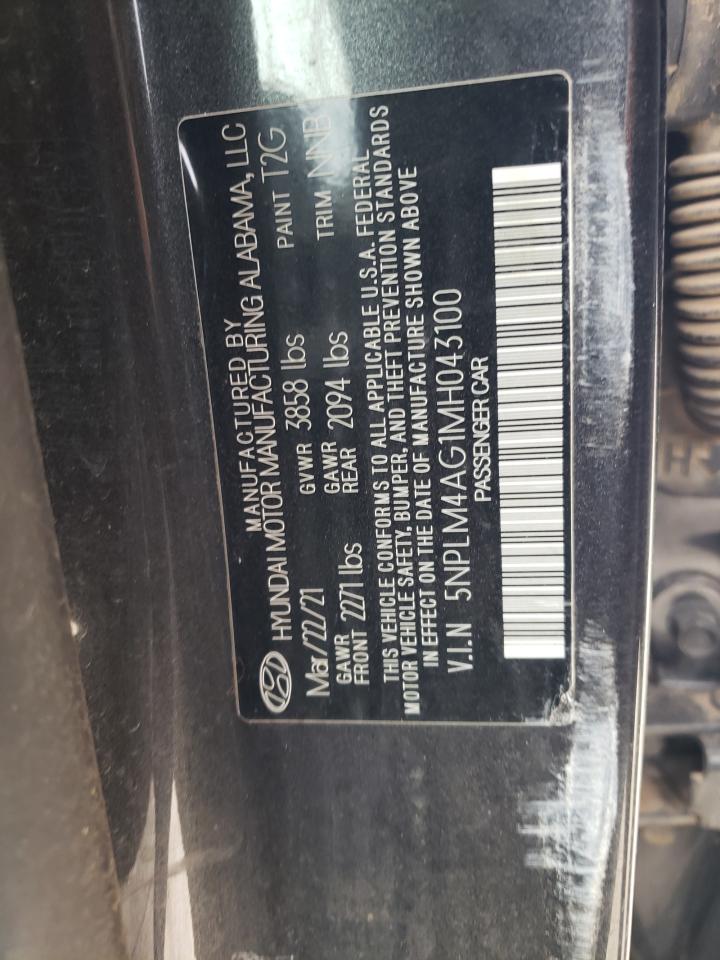 MANUFACTURED BY
HYUNDAI MOTOR MANUFACTURING ALABAMA, LLC
Mar/22/21 GVWR 3858 lbs PAINT T2G
GAWR FRONT 2271 lbs GAWR REAR 2094 lbs TRIM NNB
THIS VEHICLE CONFORMS TO ALL APPLICABLE U.S.A. FEDERAL
MOTOR VEHICLE SAFETY, BUMPER, AND THEFT PREVENTION STANDARDS
IN EFFECT ON THE DATE OF MANUFACTURE SHOWN ABOVE
V.I.N 5NPLM4AG1MH043100
PASSENGER CAR